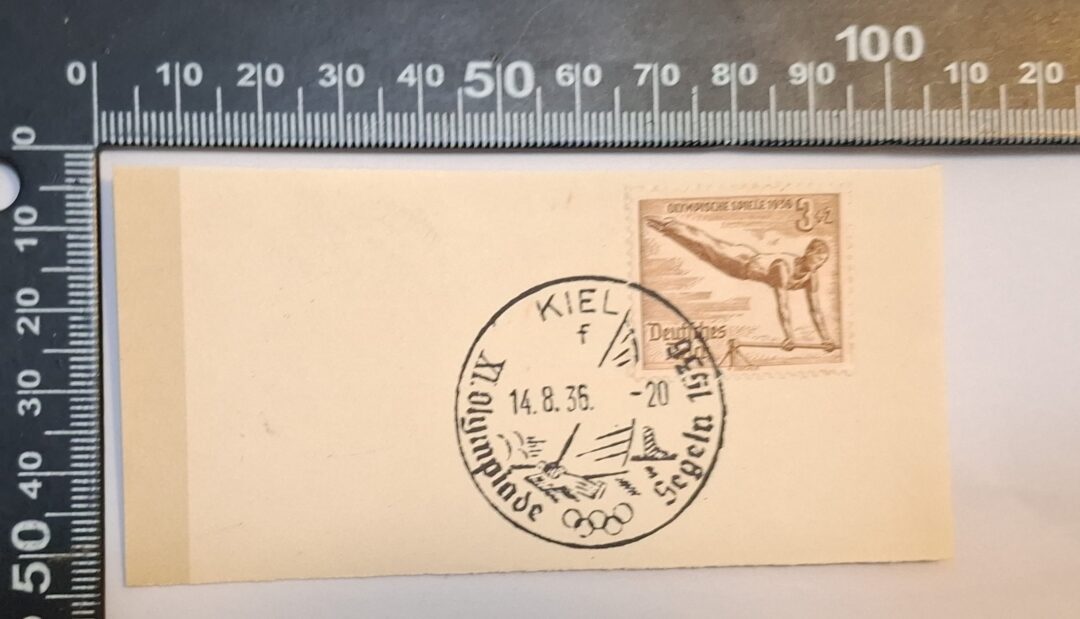 0 10 20 30 40 50 60 70 80 90 100 10 20
0
10
20
30
40
50
OLYMPISCHE SPIELE 1936 3+2
Deutsches
KIEL
f
14.8.36. -20
XI. Olympiade
Segeln 1936